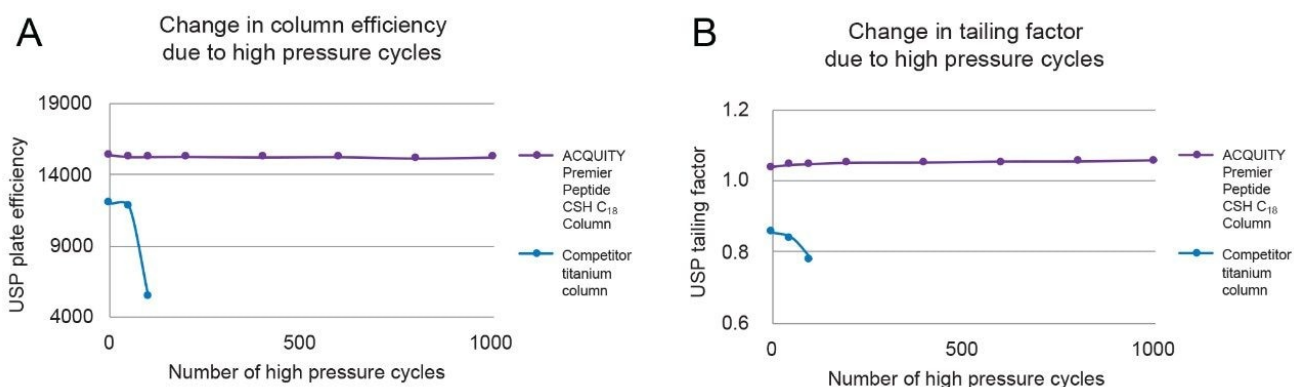 A
Change in column efficiency
due to high pressure cycles
USP plate efficiency
19000
14000
9000
4000
0
500
1000
Number of high pressure cycles
ACQUITY
Premier
Peptide
CSH C₁₈
Column
Competitor
titanium
column
B
Change in tailing factor
due to high pressure cycles
USP tailing factor
1.2
1.0
0.8
0.6
0
500
1000
Number of high pressure cycles
ACQUITY
Premier
Peptide
CSH C₁₈
Column
Competitor
titanium
column